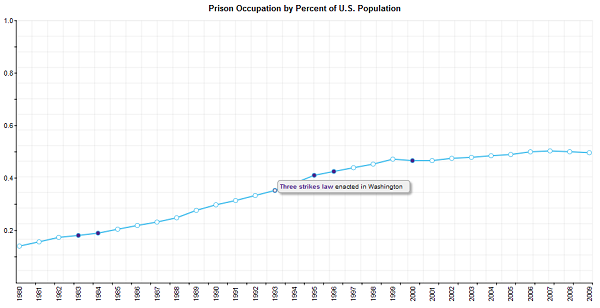 Prison Occupation by Percent of U.S. Population
1.0
0.8
0.6
0.4
0.2
Three strikes law enacted in Washington
1980 1981 1982 1983 1984 1985 1986 1987 1988 1989 1990 1991 1992 1993 1994 1995 1996 1997 1998 1999 2000 2001 2002 2003 2004 2005 2006 2007 2008 2009